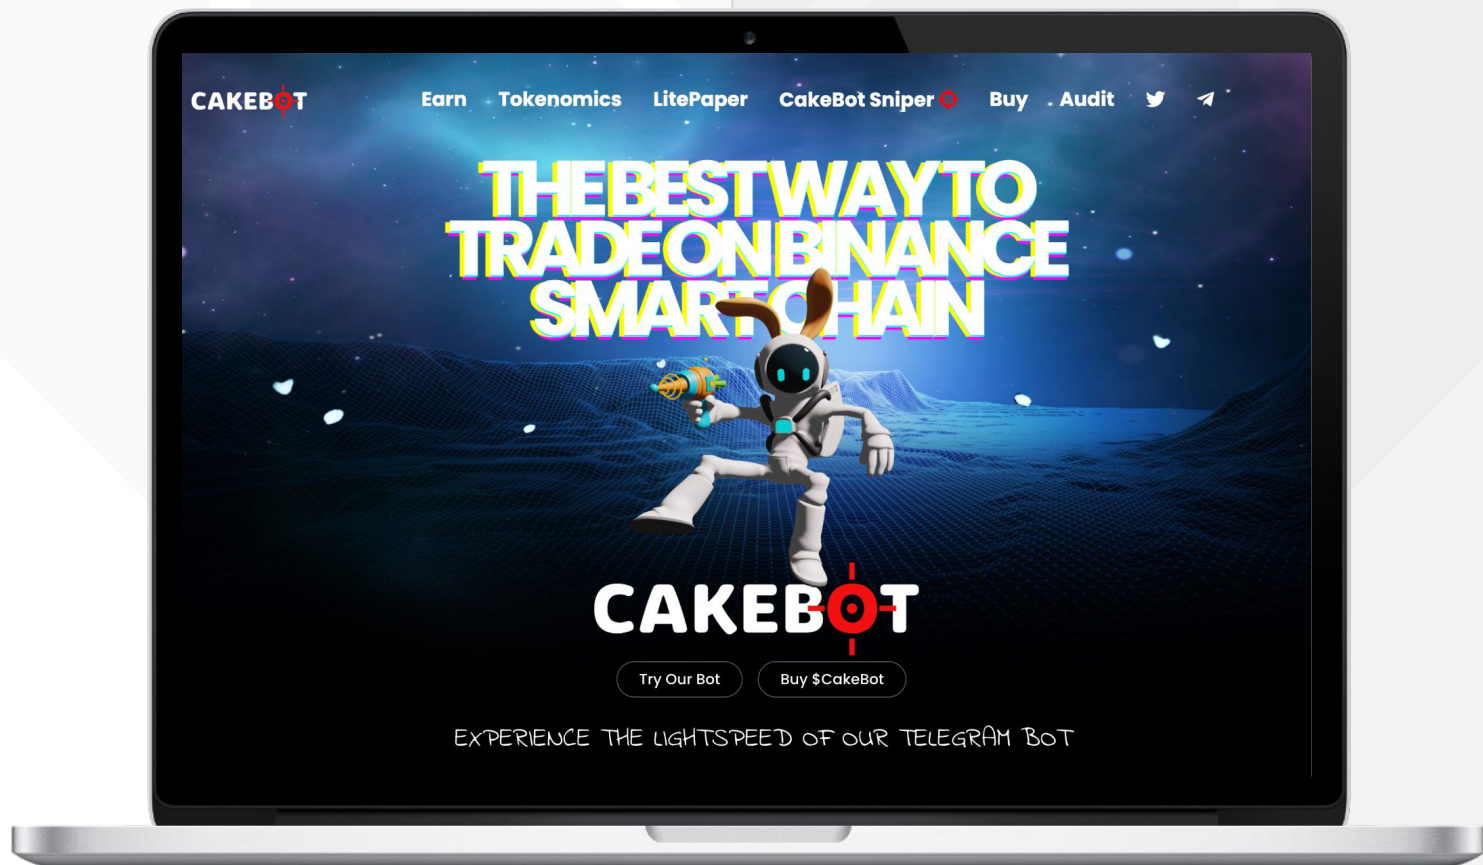 CAKEBOT
Earn Tokenomics LitePaper CakeBot Sniper Buy Audit
THE BEST WAY TO
TRADE ON BINANCE
SMART CHAIN
CAKEBOT
Try Our Bot Buy $CakeBot
EXPERIENCE THE LIGHTSPEED OF OUR TELEGRAM BOT